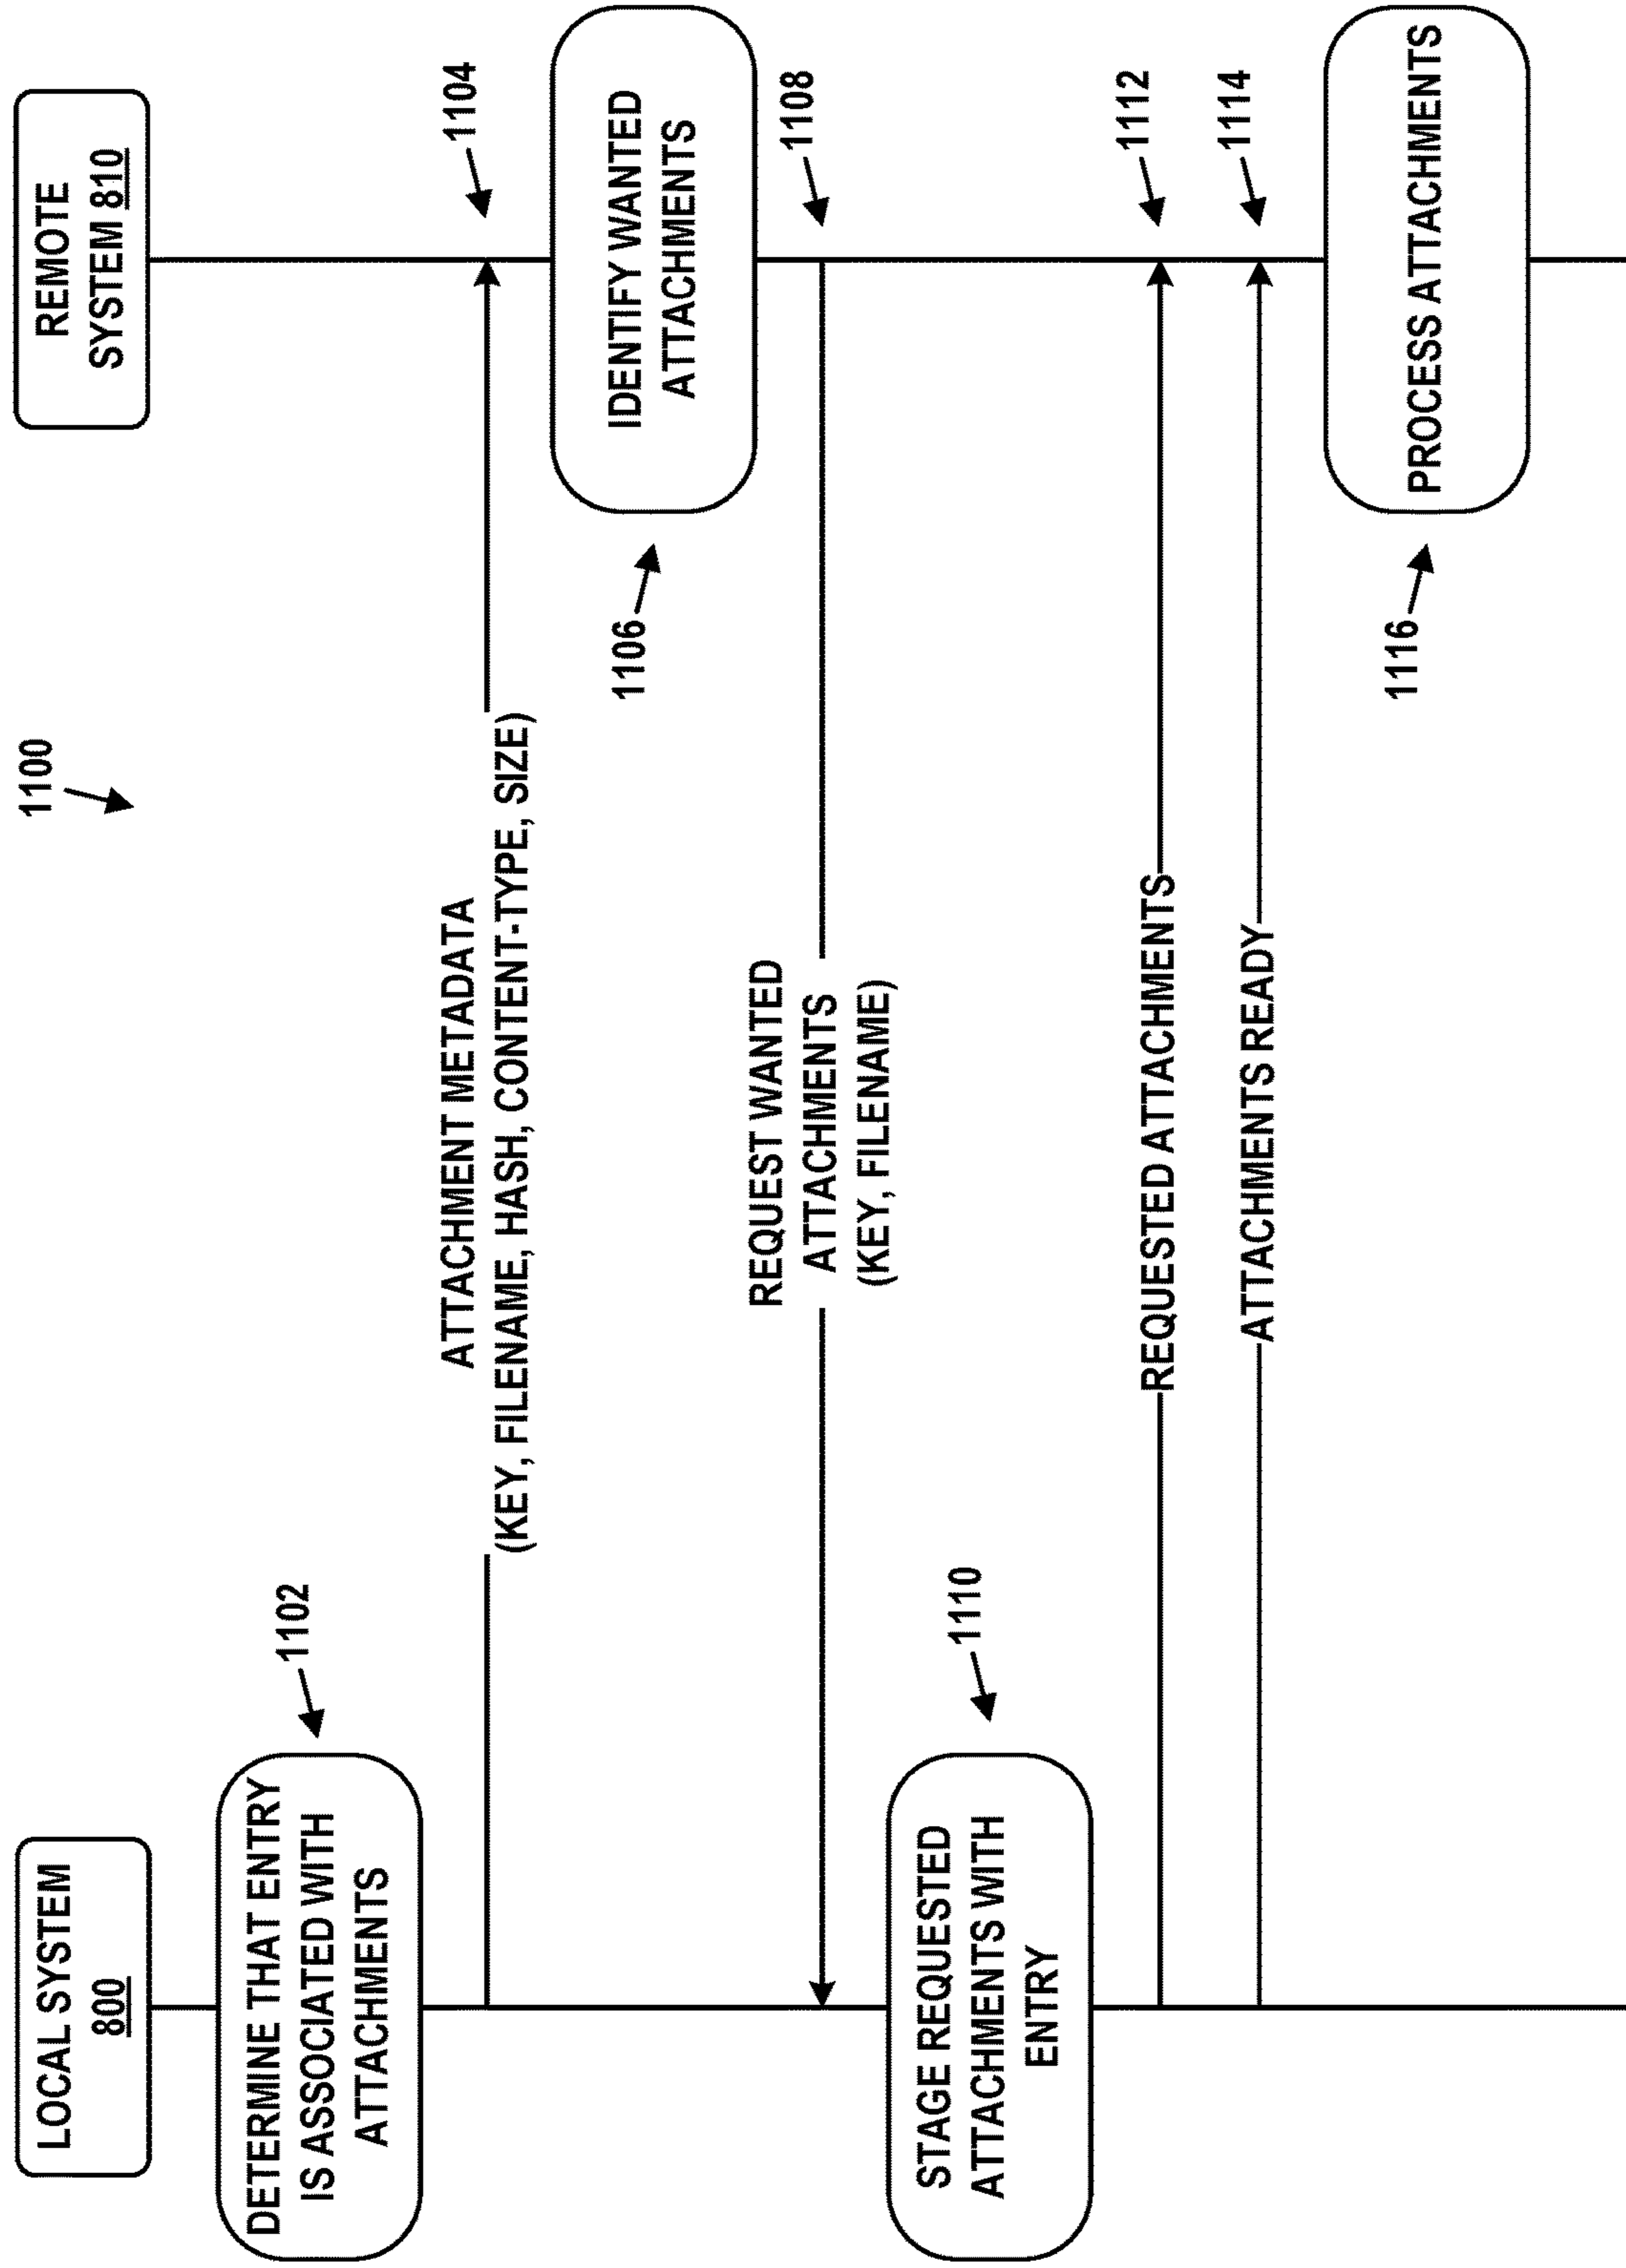 1100
LOCAL SYSTEM
800
REMOTE
SYSTEM 810
DETERMINE THAT ENTRY
IS ASSOCIATED WITH
ATTACHMENTS
1102
ATTACHMENT METADATA
(KEY, FILENAME, HASH, CONTENT-TYPE, SIZE)
1104
IDENTIFY WANTED
ATTACHMENTS
1106
REQUEST WANTED
ATTACHMENTS
(KEY, FILENAME)
1108
STAGE REQUESTED
ATTACHMENTS WITH
ENTRY
1110
REQUESTED ATTACHMENTS
1112
ATTACHMENTS READY
1114
PROCESS ATTACHMENTS
1116